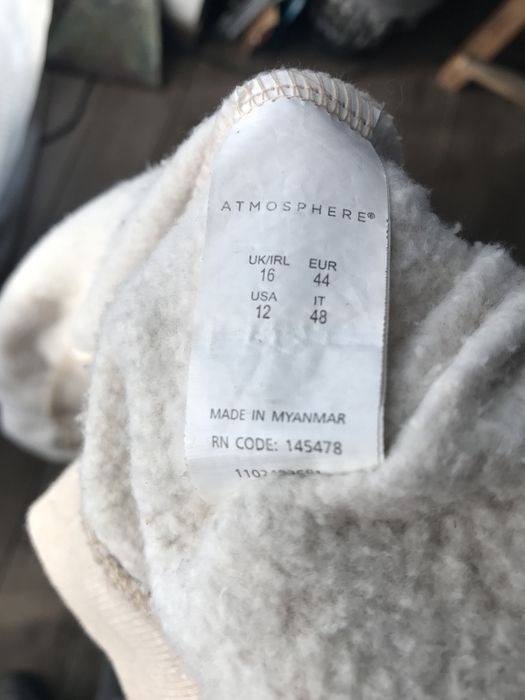 ATMOSPHERE®
UK/IRL EUR
16 44
USA IT
12 48
MADE IN MYANMAR
RN CODE: 145478